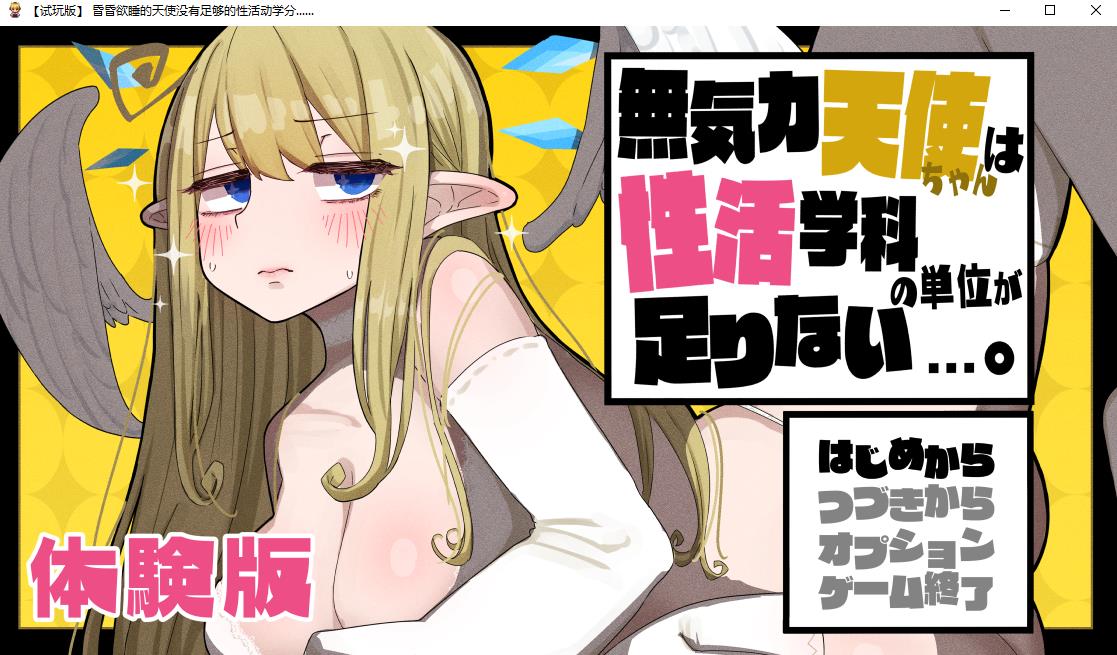 【试玩版】 昏昏欲睡的天使没有足够的性活动学分......
無気力天使ちゃんは
性活学科
の単位が
足りない…。
はじめから
つづきから
オプション
ゲーム終了
体験版